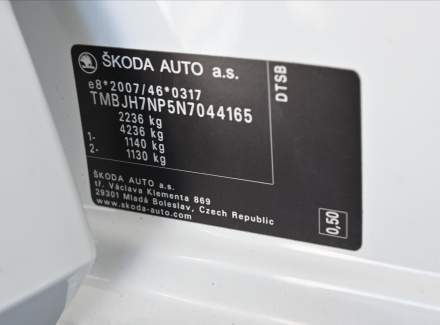 ŠKODA AUTO a.s.
e8*2007/46*0317
TMBJH7NP5N7044165
2236 kg
4236 kg
1- 1140 kg
2- 1130 kg
ŠKODA AUTO a.s.
tř. Václava Klementa 869
29301 Mladá Boleslav, Czech Republic
www.skoda-auto.com
DTSB
0,50